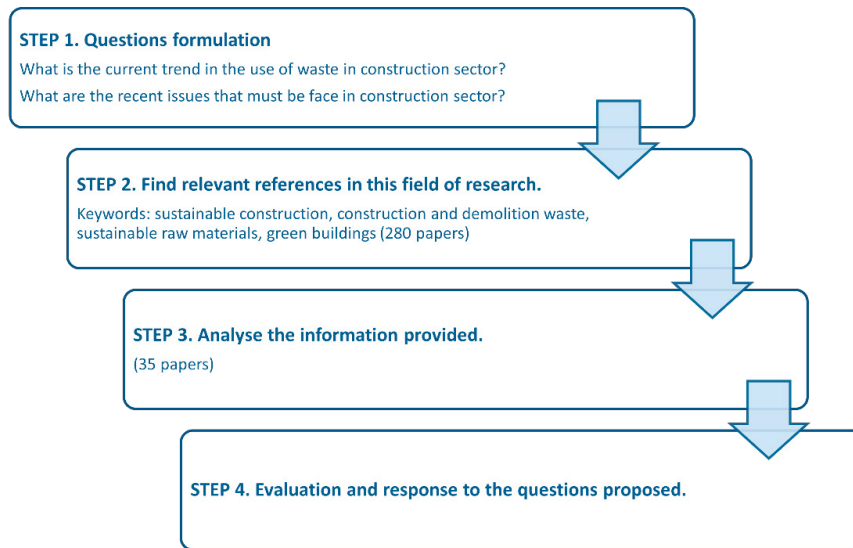 STEP 1. Questions formulation
What is the current trend in the use of waste in construction sector?
What are the recent issues that must be face in construction sector?
STEP 2. Find relevant references in this field of research.
Keywords: sustainable construction, construction and demolition waste,
sustainable raw materials, green buildings (280 papers)
STEP 3. Analyse the information provided.
(35 papers)
STEP 4. Evaluation and response to the questions proposed.